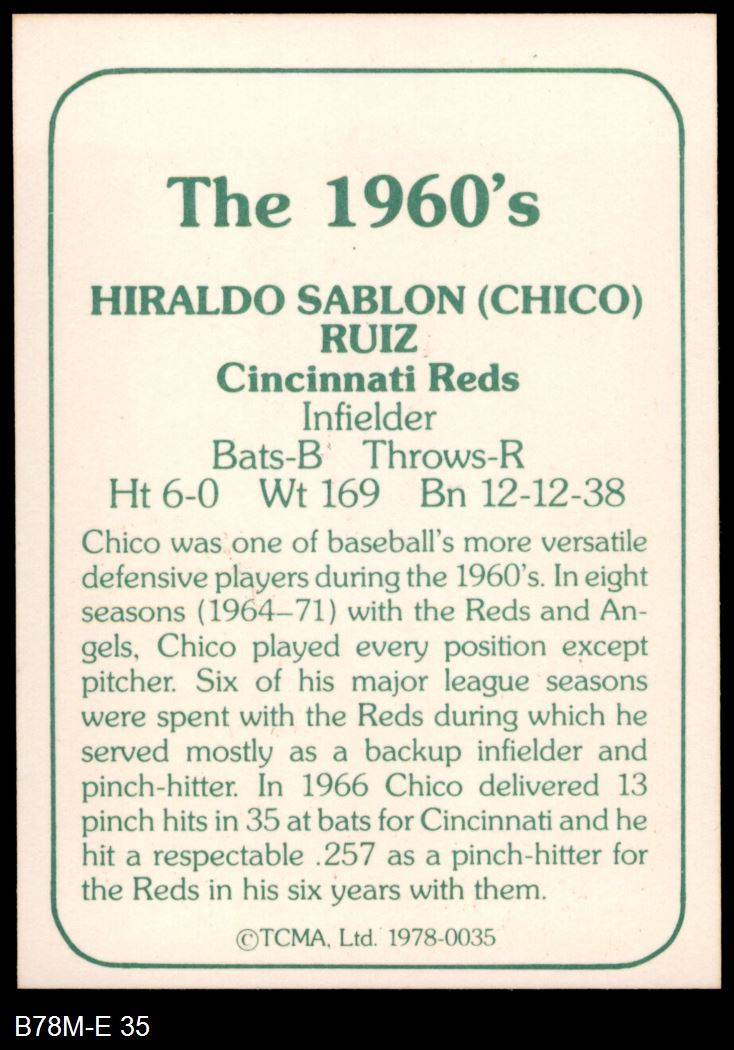 The 1960's
HIRALDO SABLON (CHICO)
RUIZ
Cincinnati Reds
Infielder
Bats-B Throws-R
Ht 6-0 Wt 169 Bn 12-12-38
Chico was one of baseball's more versatile
defensive players during the 1960's. In eight
seasons (1964–71) with the Reds and An-
gels, Chico played every position except
pitcher. Six of his major league seasons
were spent with the Reds during which he
served mostly as a backup infielder and
pinch-hitter. In 1966 Chico delivered 13
pinch hits in 35 at bats for Cincinnati and he
hit a respectable .257 as a pinch-hitter for
the Reds in his six years with them.
©TCMA, Ltd. 1978-0035
B78M-E 35